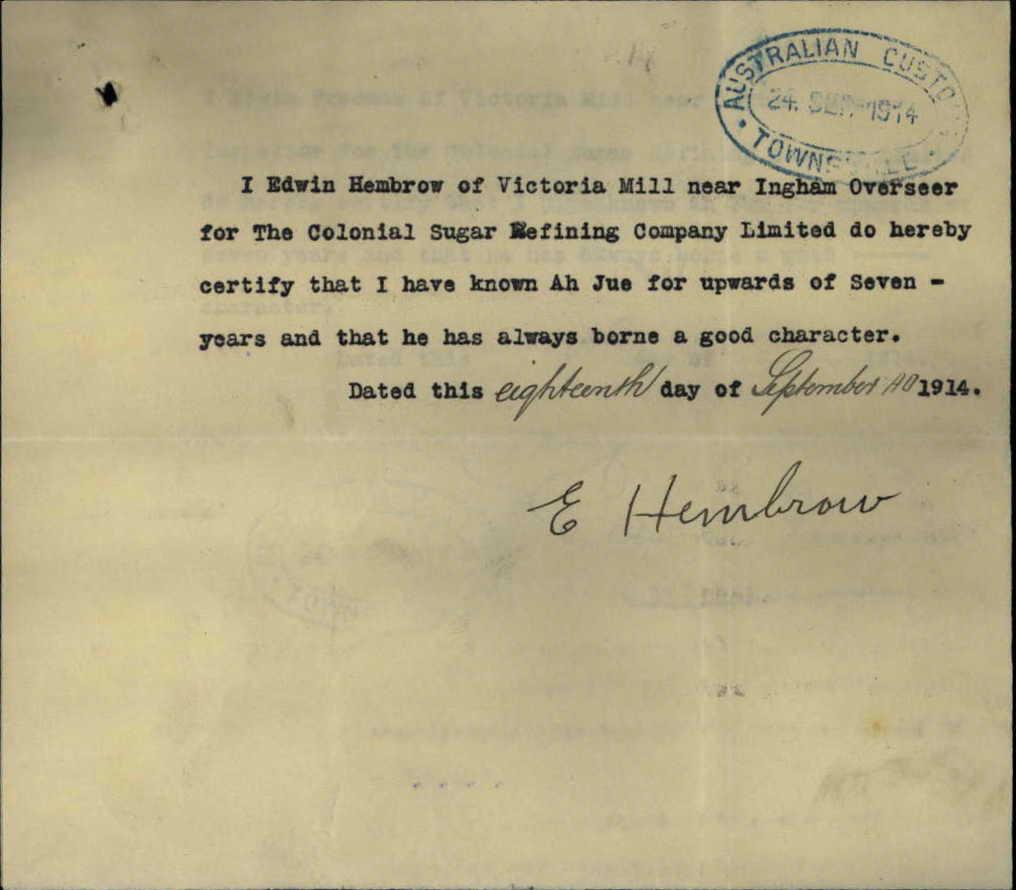 AUSTRALIAN CUSTOMS
24. SEP. 1914
TOWNSVILLE
I Edwin Hembrow of Victoria Mill near Ingham Overseer
for The Colonial Sugar Refining Company Limited do hereby
certify that I have known Ah Jue for upwards of Seven -
years and that he has always borne a good character.
Dated this eighteenth day of September AD 1914.
E Hembrow